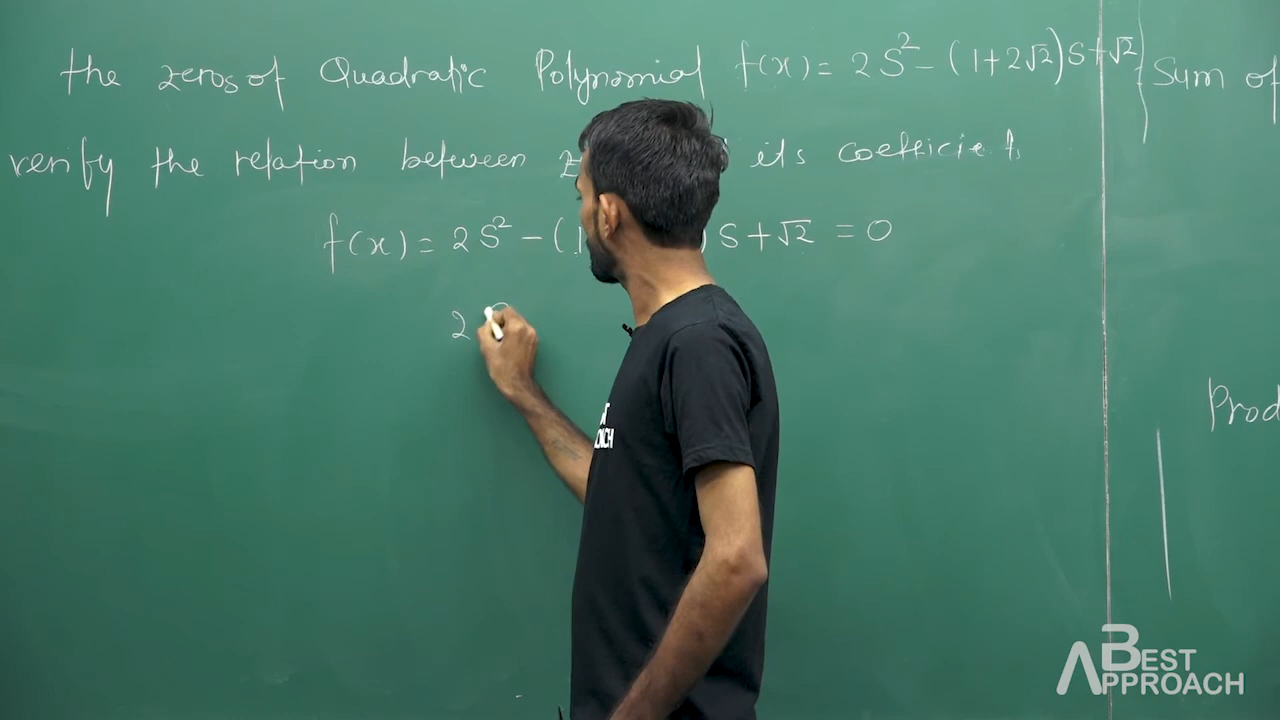 the zeros of Quadratic Polynomial f(x) = 2S² - (1+2√2)S+√2
verify the relation between its coefficients
f(x) = 2S² - (1 )S+√2 = 0
2
Sum of
Prod
BEST
APPROACH